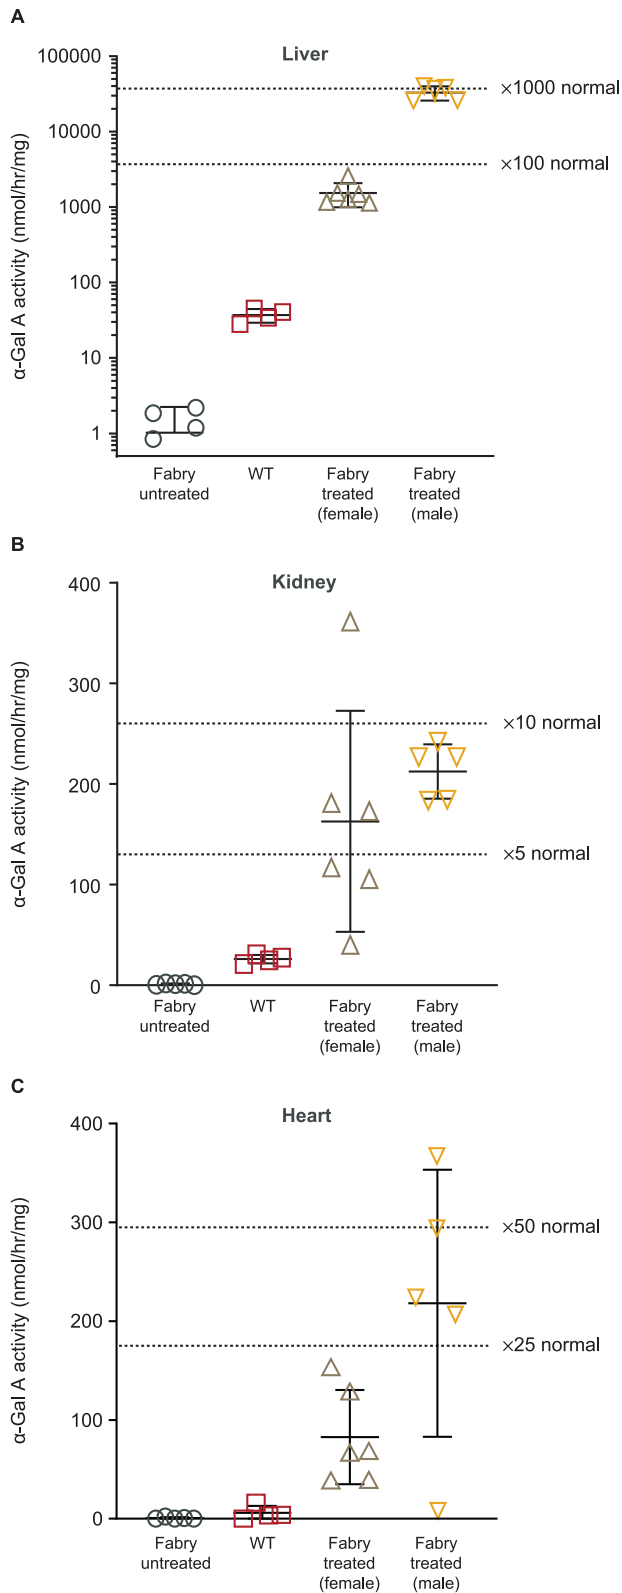 A
Liver
α-Gal A activity (nmol/hr/mg)
100000
10000
1000
100
10
1
×1000 normal
×100 normal
Fabry
untreated
WT
Fabry
treated
(female)
Fabry
treated
(male)
B
Kidney
α-Gal A activity (nmol/hr/mg)
400
300
200
100
0
×10 normal
×5 normal
Fabry
untreated
WT
Fabry
treated
(female)
Fabry
treated
(male)
C
Heart
α-Gal A activity (nmol/hr/mg)
400
300
200
100
0
×50 normal
×25 normal
Fabry
untreated
WT
Fabry
treated
(female)
Fabry
treated
(male)